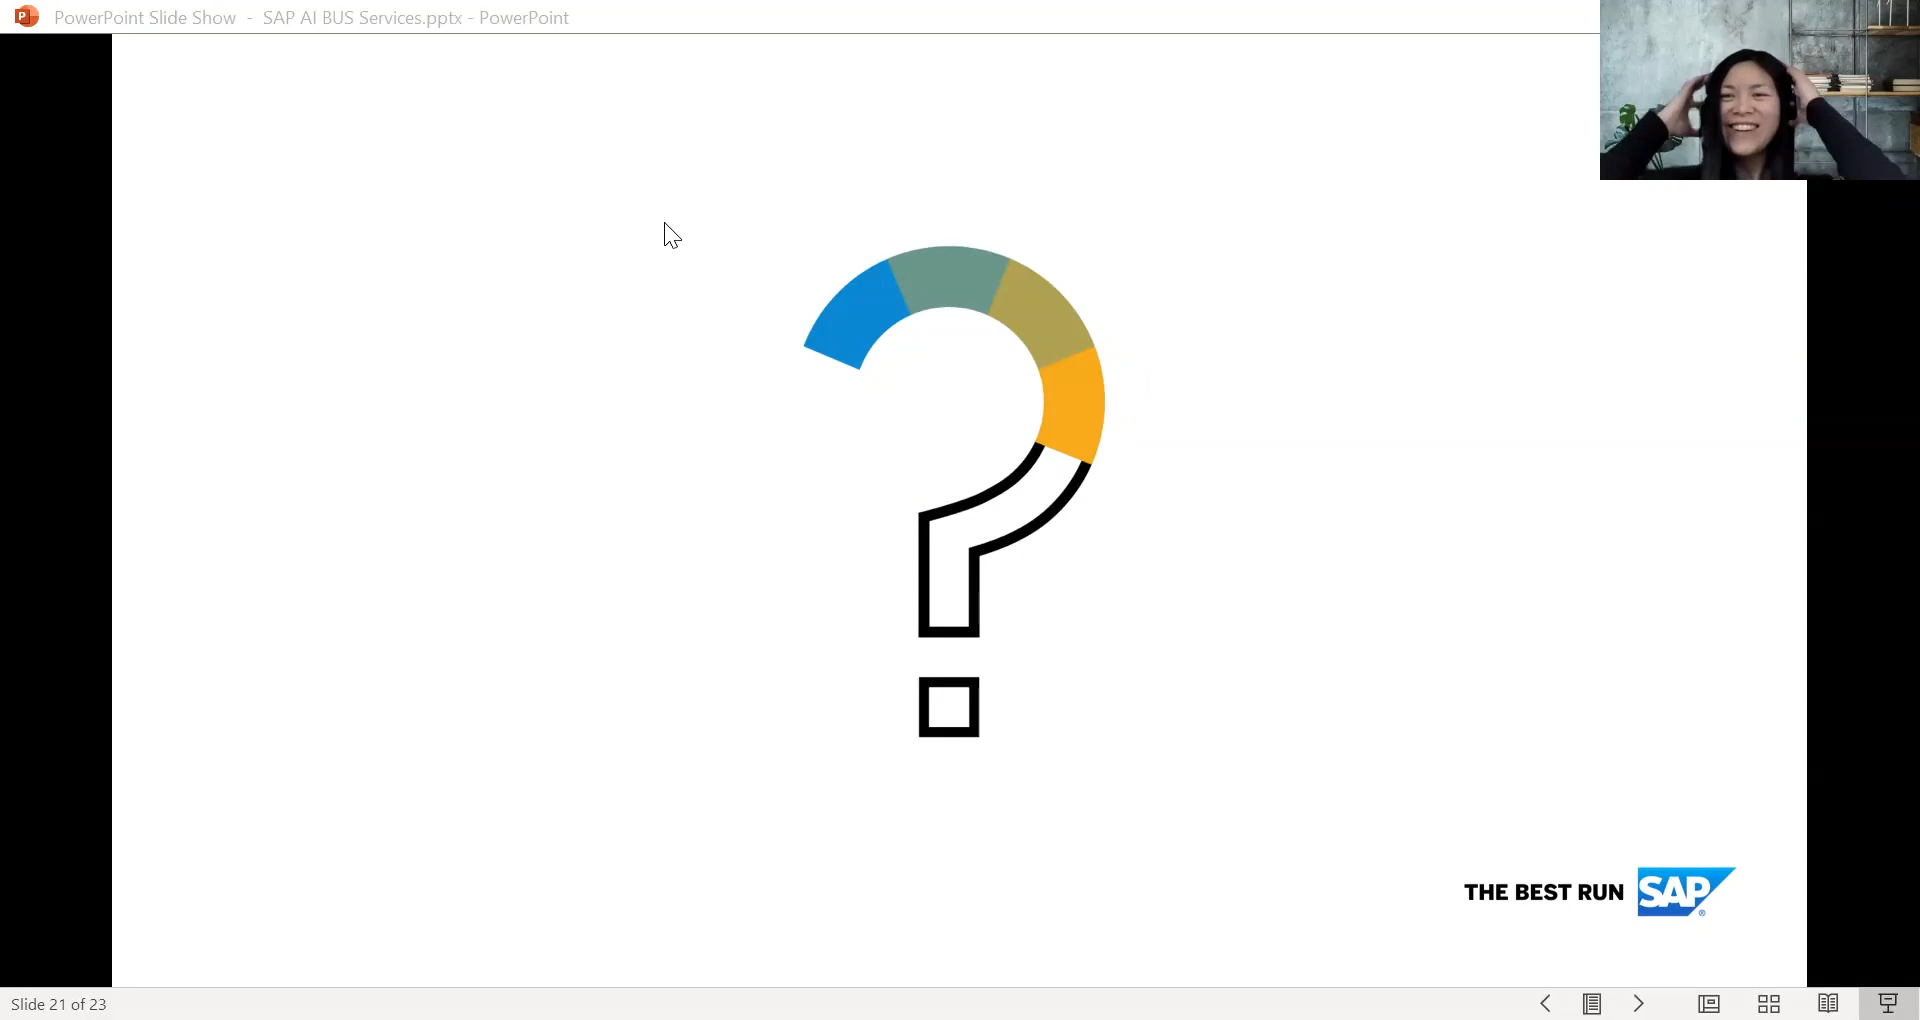 PowerPoint Slide Show - SAP AI BUS Services.pptx - PowerPoint
?
THE BEST RUN SAP
Slide 21 of 23